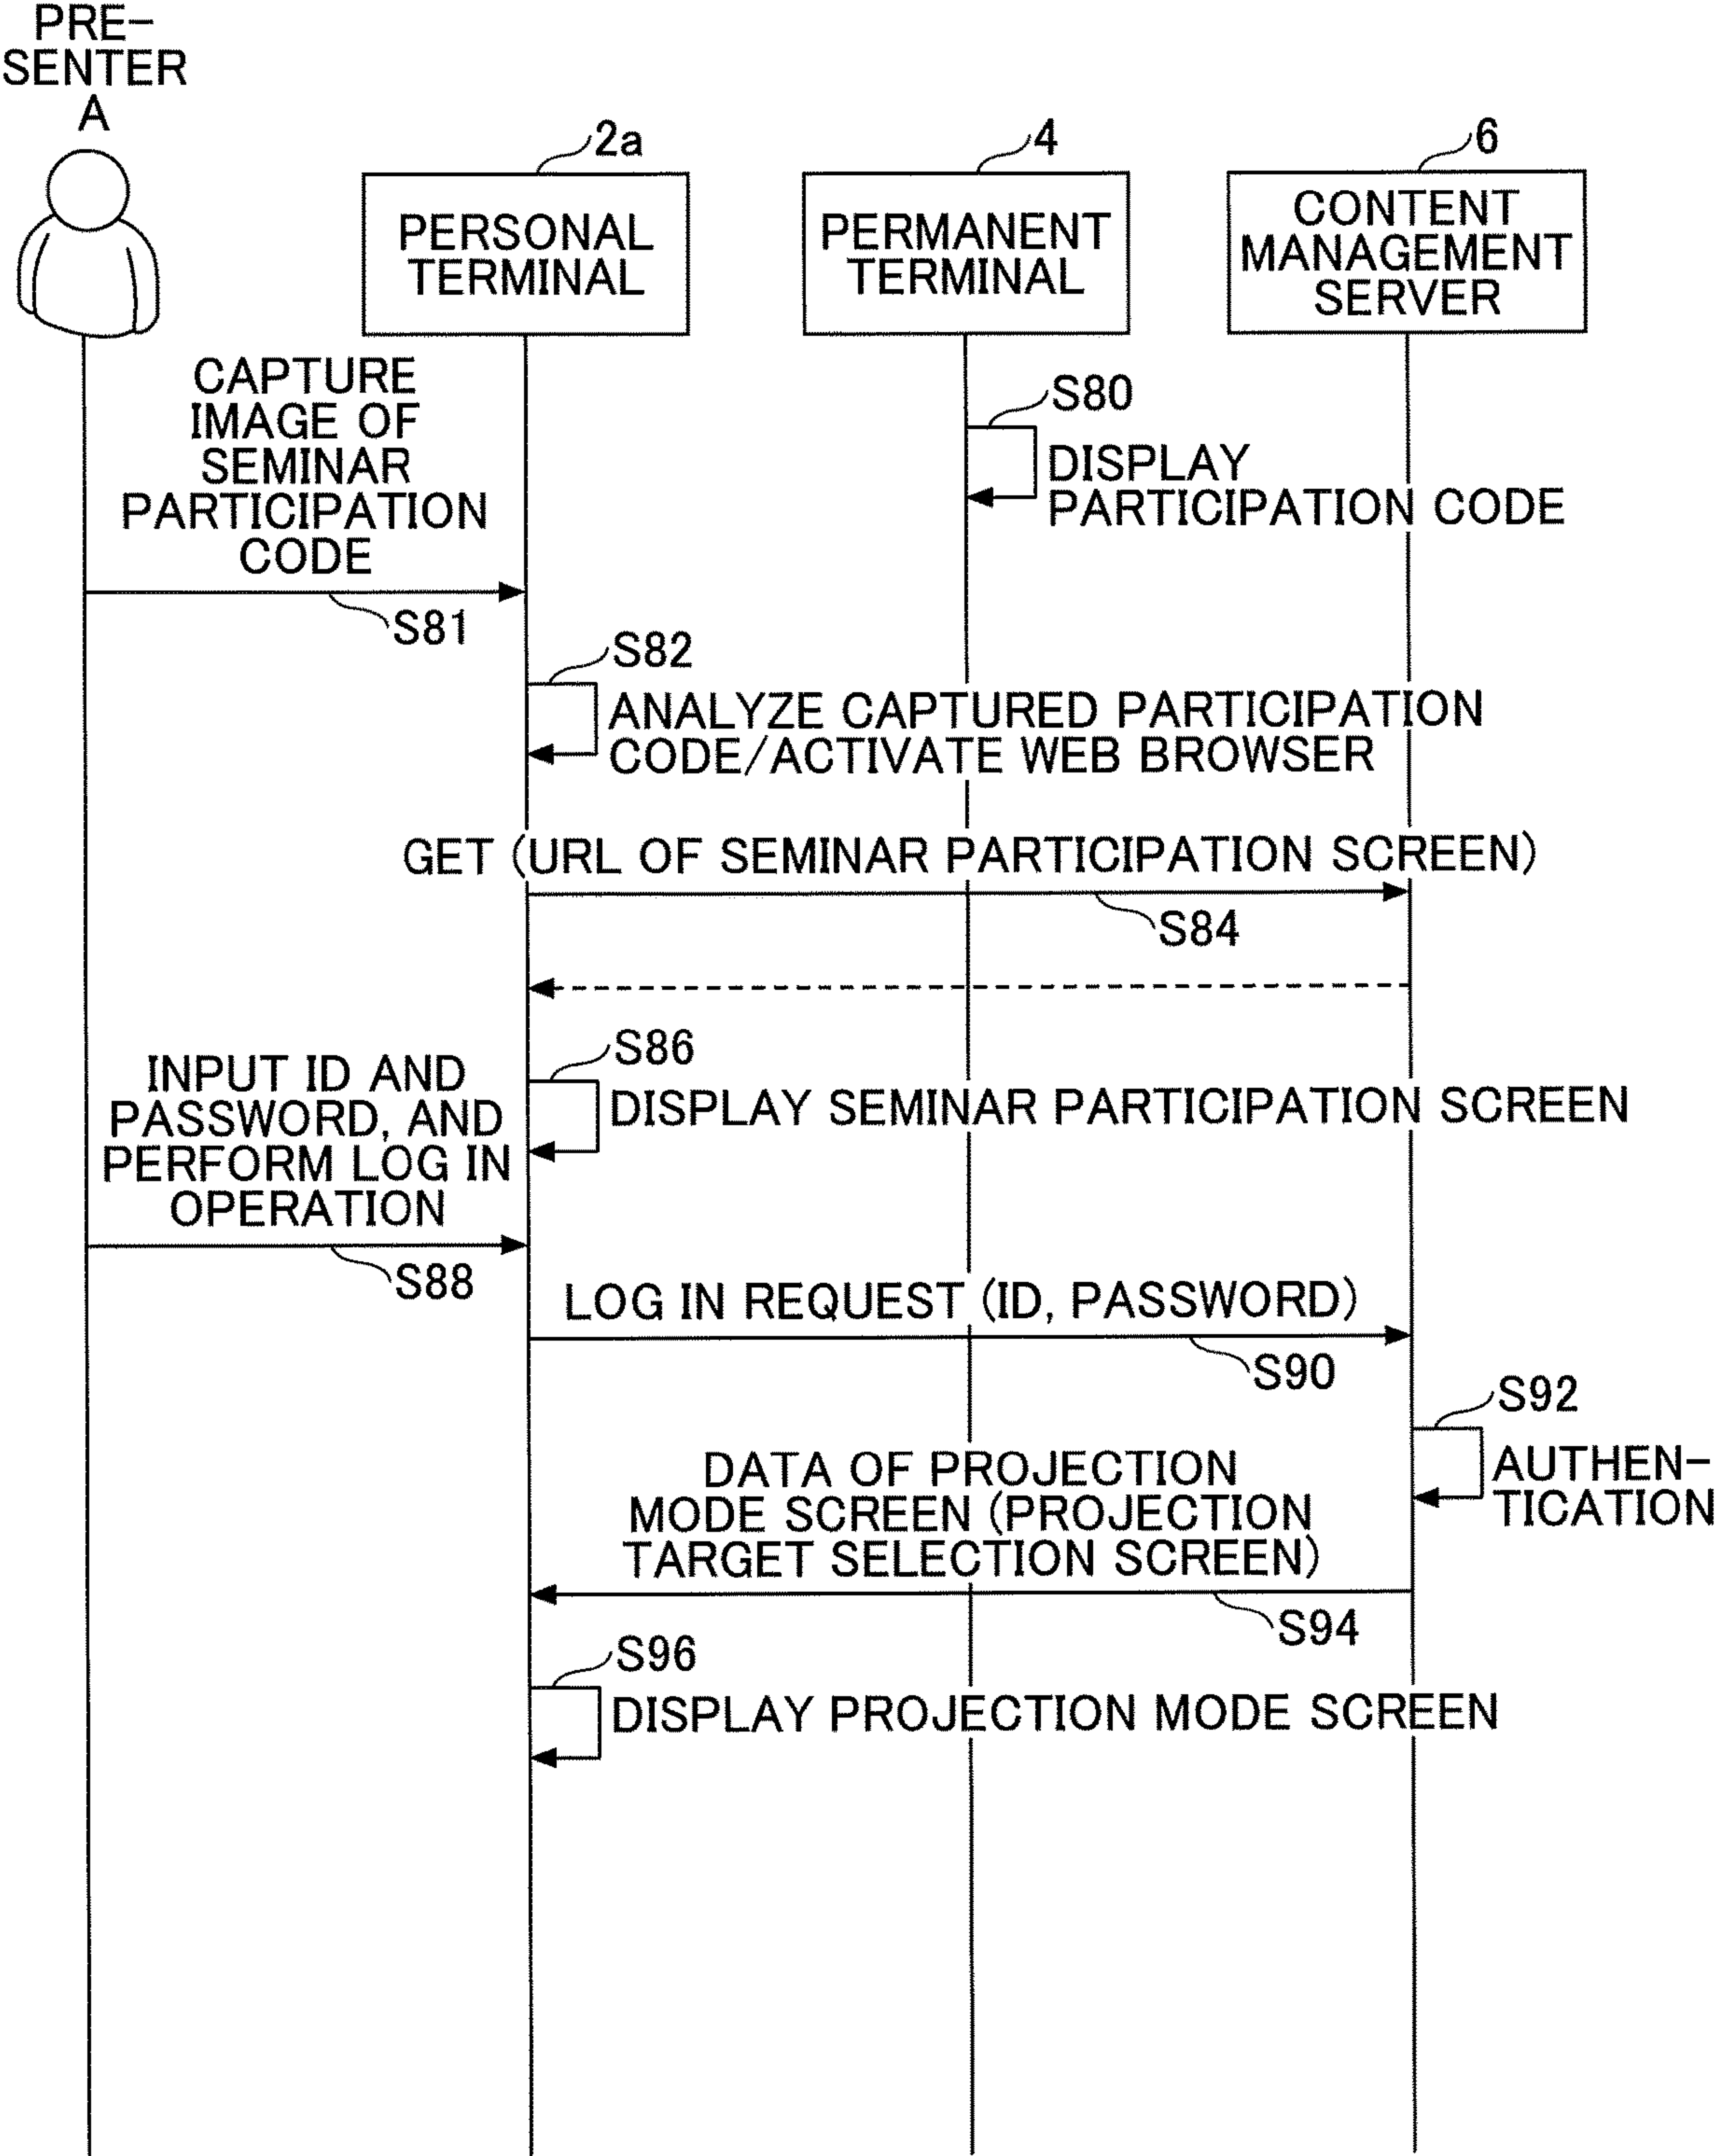 PRE-
SENTER
A
2a
4
6
PERSONAL
TERMINAL
PERMANENT
TERMINAL
CONTENT
MANAGEMENT
SERVER
CAPTURE
IMAGE OF
SEMINAR
PARTICIPATION
CODE
S80
DISPLAY
PARTICIPATION CODE
S81
S82
ANALYZE CAPTURED PARTICIPATION
CODE/ACTIVATE WEB BROWSER
GET (URL OF SEMINAR PARTICIPATION SCREEN)
S84
S86
DISPLAY SEMINAR PARTICIPATION SCREEN
INPUT ID AND
PASSWORD, AND
PERFORM LOG IN
OPERATION
S88
LOG IN REQUEST (ID, PASSWORD)
S90
S92
AUTHEN-
TICATION
DATA OF PROJECTION
MODE SCREEN (PROJECTION
TARGET SELECTION SCREEN)
S94
S96
DISPLAY PROJECTION MODE SCREEN